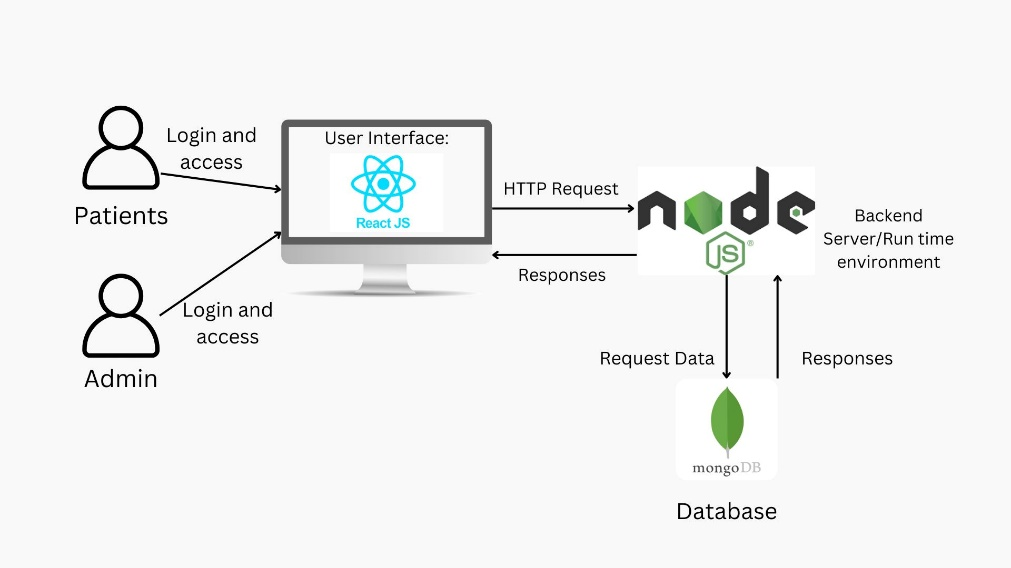 Login and
access
Patients
User Interface:
React JS
HTTP Request
Responses
node
JS
®
Backend
Server/Run time
environment
Login and
access
Admin
Request Data
Responses
mongoDB
Database